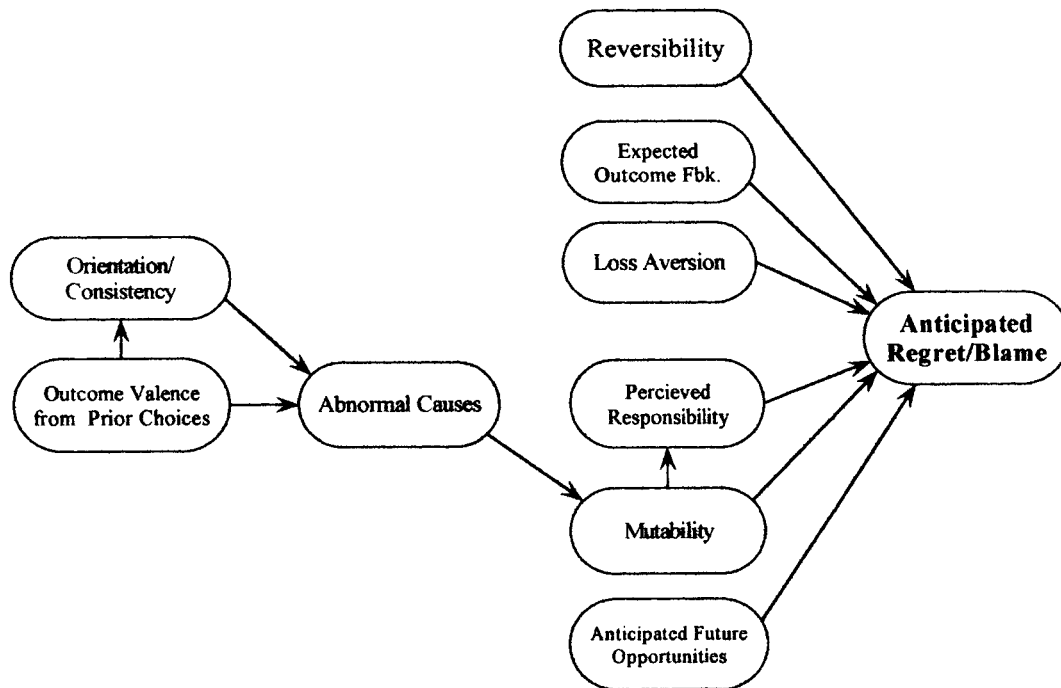 Reversibility
Expected
Outcome Fbk.
Loss Aversion
Orientation/
Consistency
Anticipated
Regret/Blame
Outcome Valence
from Prior Choices
Abnormal Causes
Percieved
Responsibility
Mutability
Anticipated Future
Opportunities